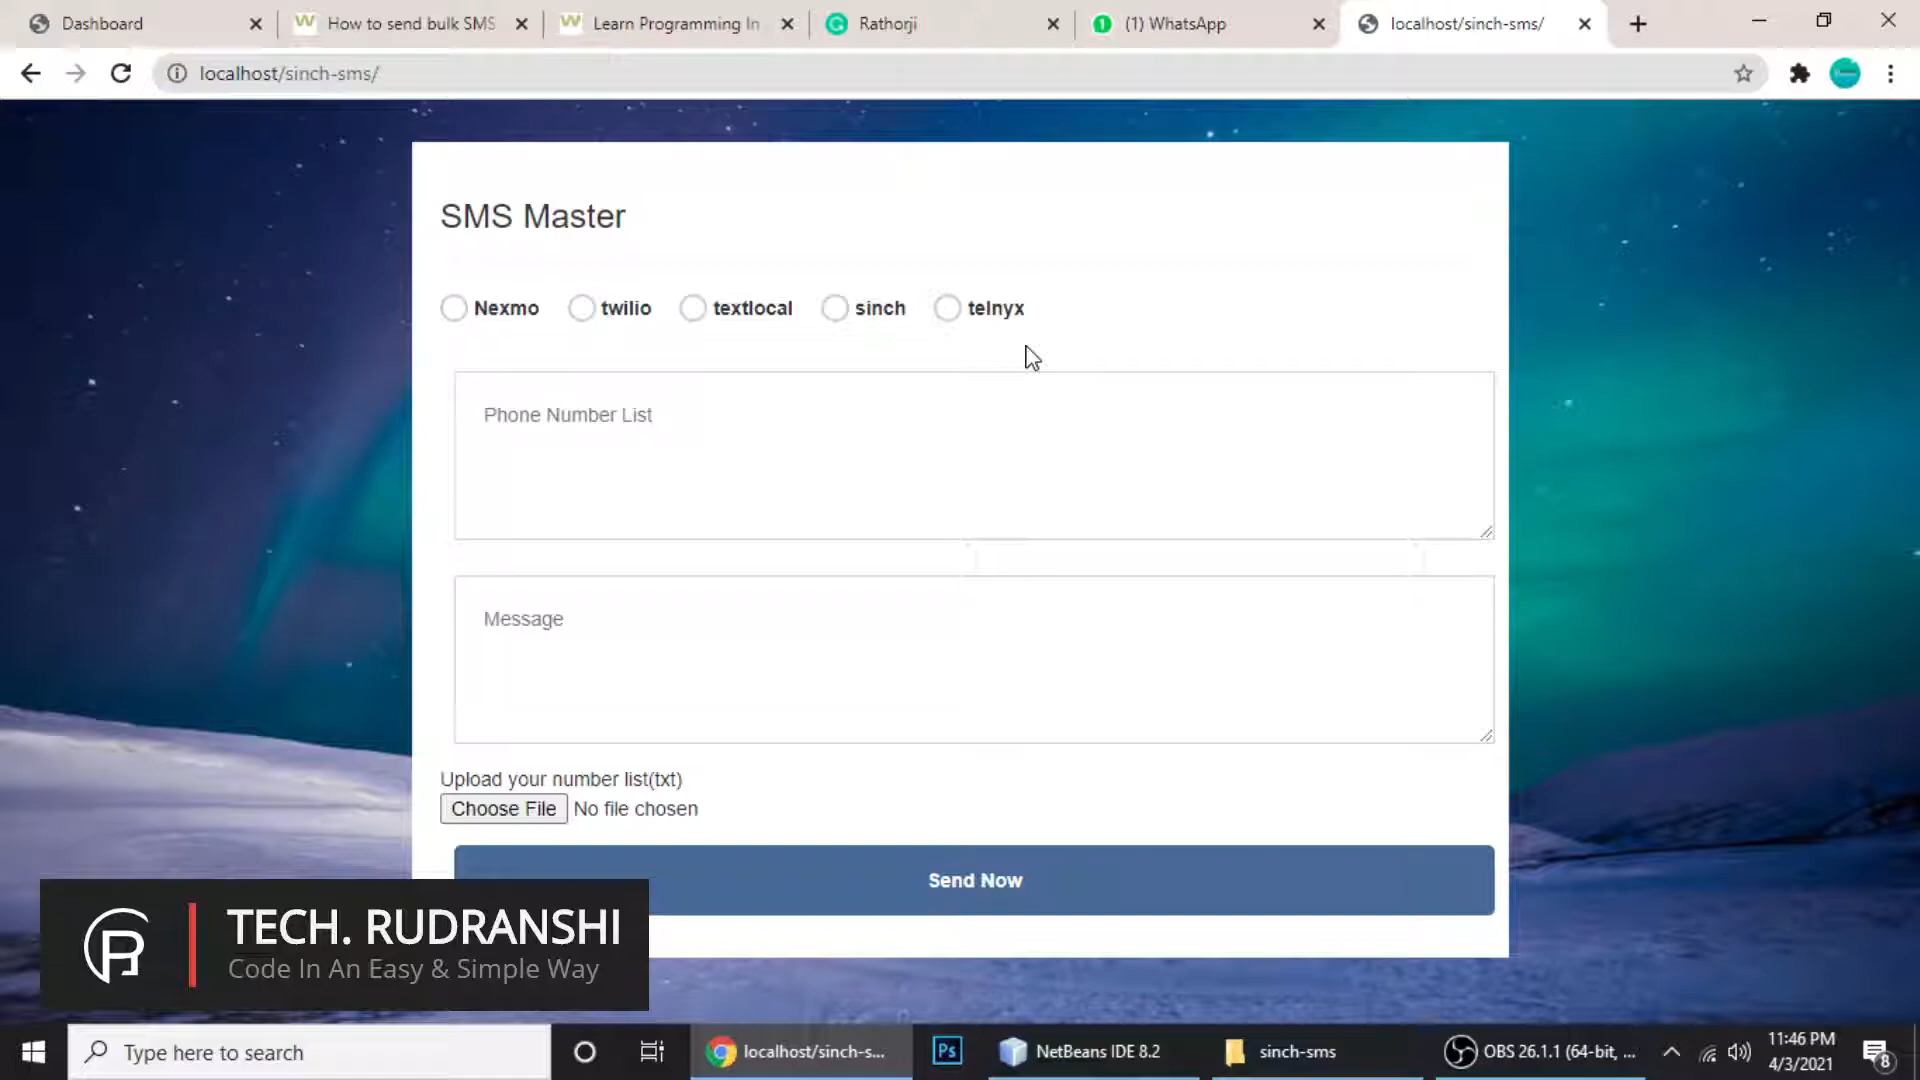 Dashboard
How to send bulk SMS
Learn Programming In
Rathorji
(1) WhatsApp
localhost/sinch-sms/
localhost/sinch-sms/
SMS Master
Nexmo twilio textlocal sinch telnyx
Phone Number List
Message
Upload your number list(txt)
Choose File No file chosen
Send Now
TECH. RUDRANSHI
Code In An Easy & Simple Way
Type here to search
localhost/sinch-s...
Ps
NetBeans IDE 8.2
sinch-sms
OBS 26.1.1 (64-bit, ...
11:46 PM
4/3/2021
8